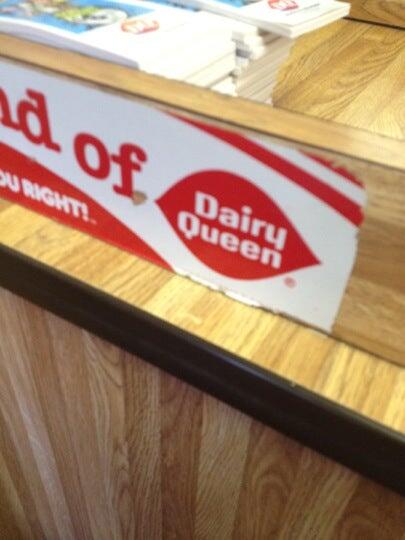 nd of
OU RIGHT!
Dairy
Queen
®